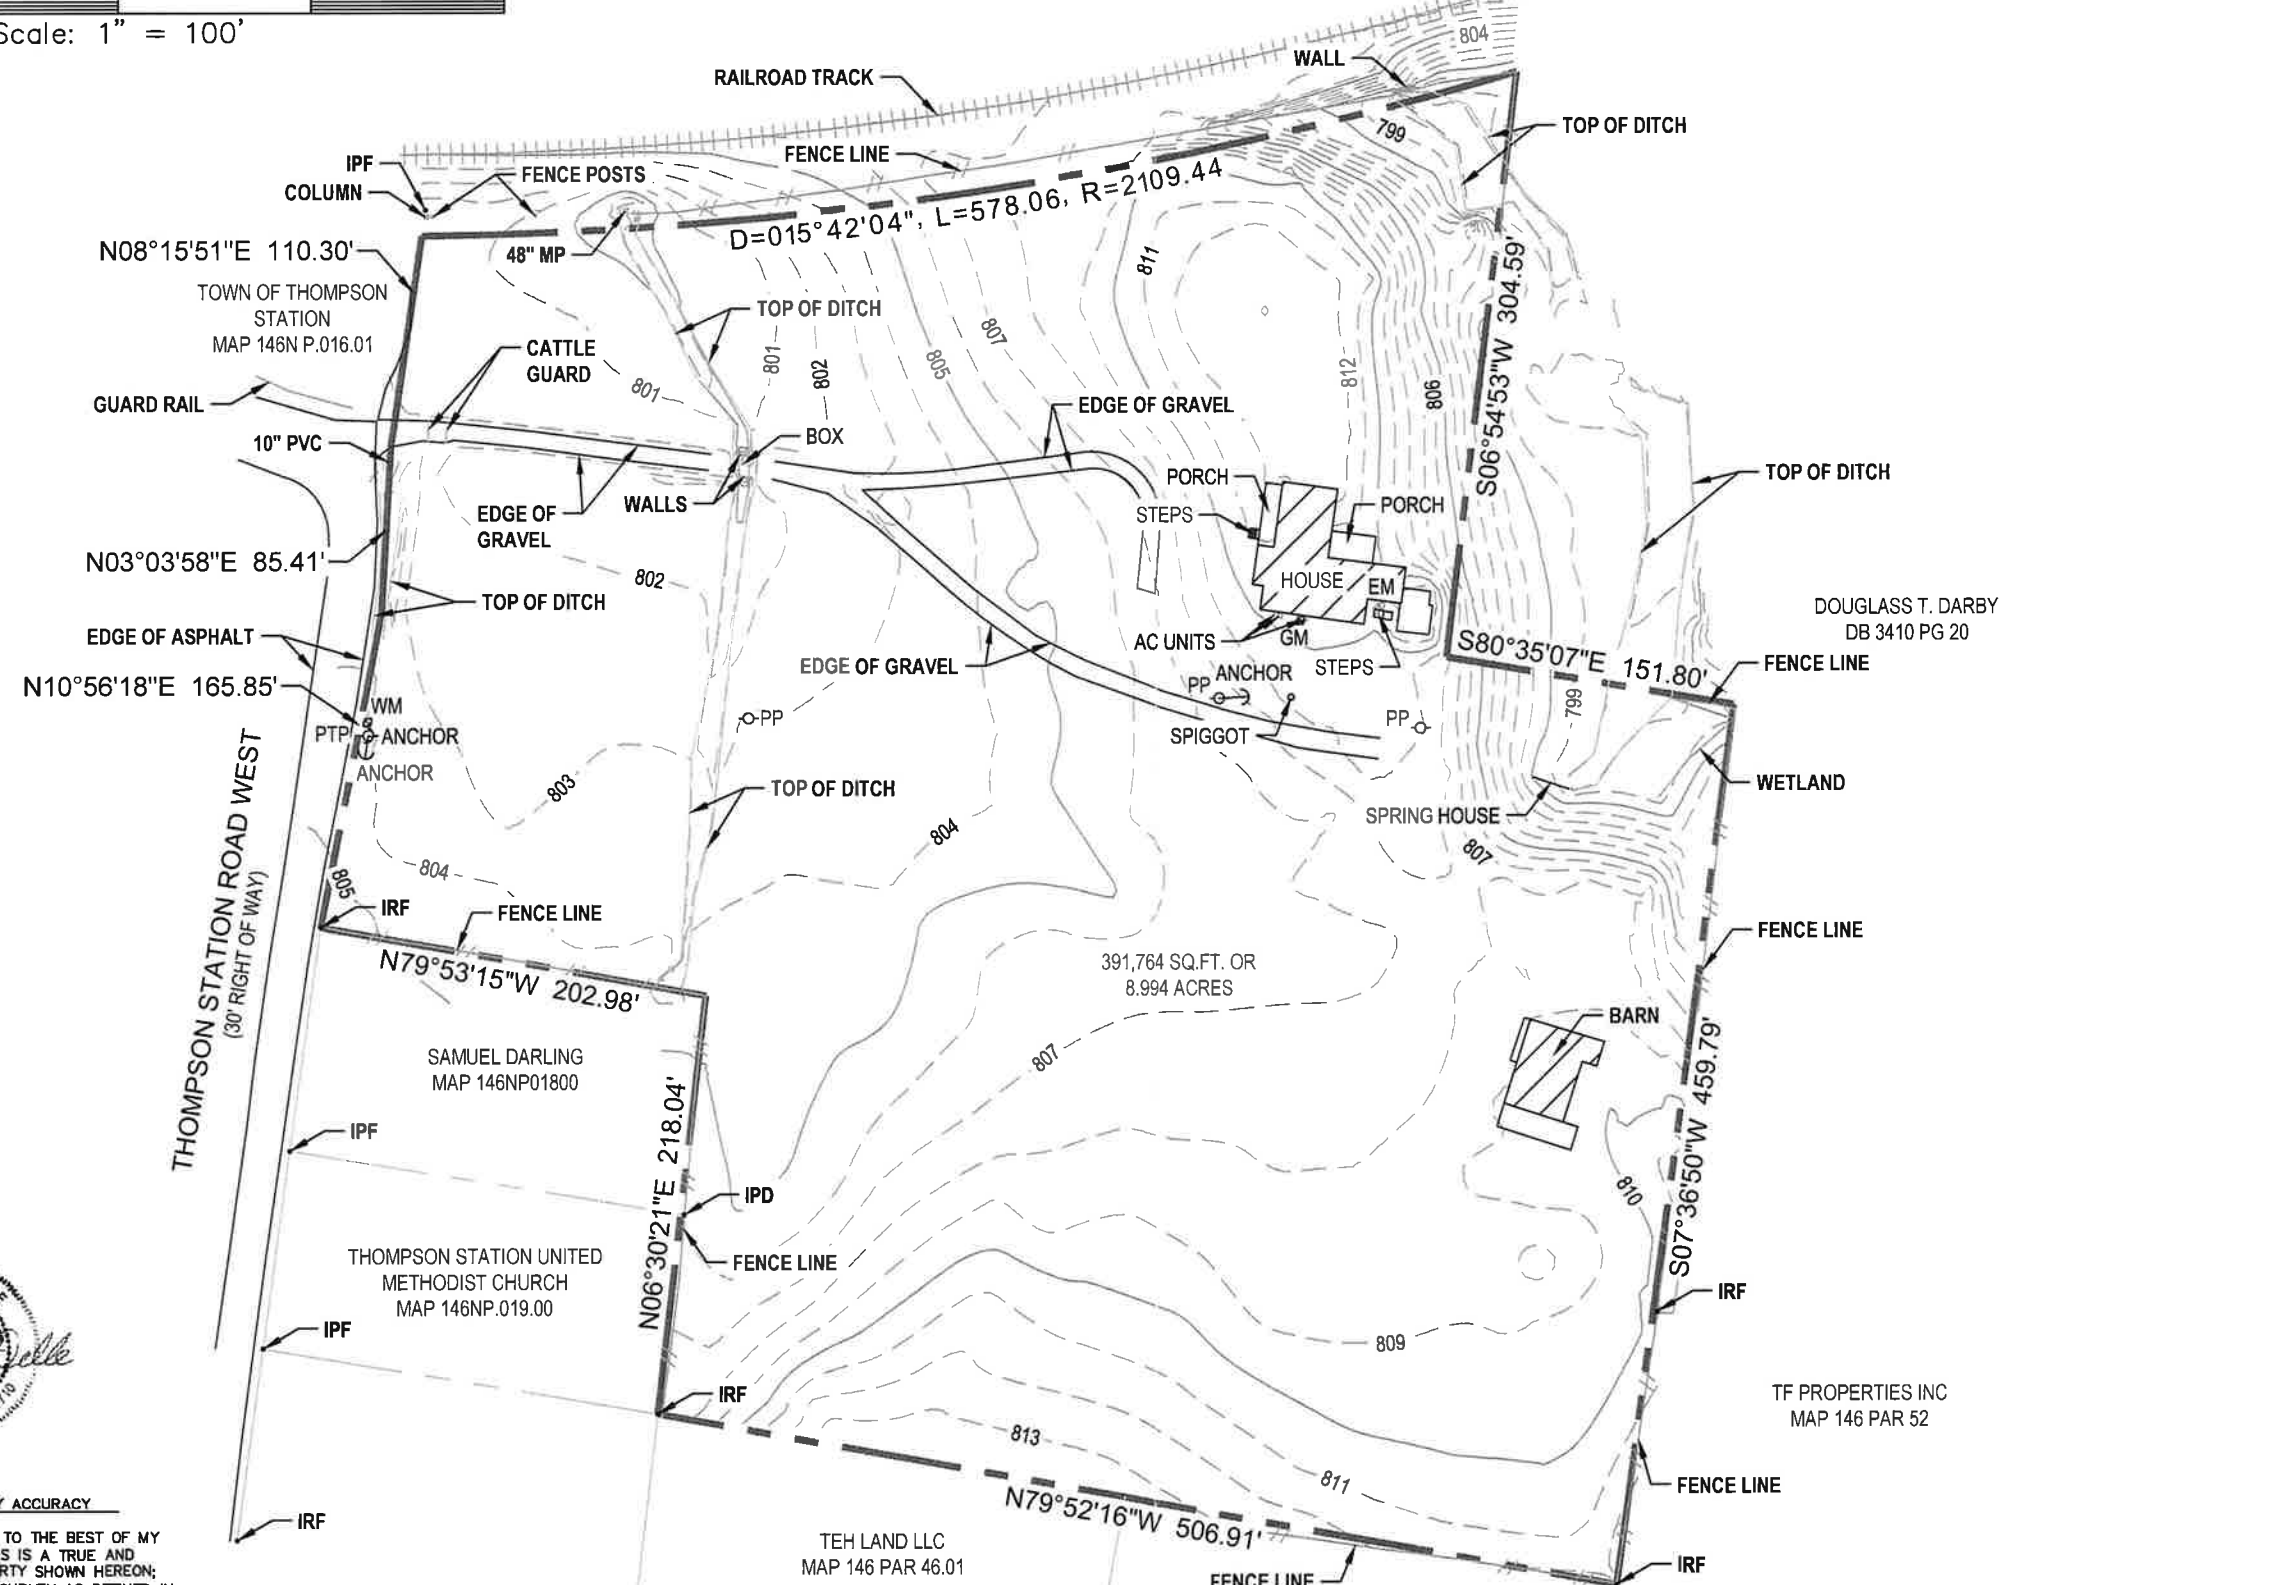 Scale: 1" = 100'
804
WALL
RAILROAD TRACK
799
TOP OF DITCH
FENCE LINE
IPF
FENCE POSTS
COLUMN
D=015°42'04", L=578.06, R=2109.44
N08°15'51"E 110.30'
48" MP
811
S06°54'53"W 304.59'
TOWN OF THOMPSON
STATION
MAP 146N P.016.01
TOP OF DITCH
807
CATTLE
GUARD
801
801
802
805
812
806
GUARD RAIL
EDGE OF GRAVEL
10" PVC
BOX
TOP OF DITCH
PORCH
WALLS
PORCH
EDGE OF
GRAVEL
STEPS
N03°03'58"E 85.41'
802
HOUSE
EM
TOP OF DITCH
DOUGLASS T. DARBY
DB 3410 PG 20
EDGE OF ASPHALT
AC UNITS
GM
S80°35'07"E 151.80'
EDGE OF GRAVEL
STEPS
FENCE LINE
N10°56'18"E 165.85'
PP
ANCHOR
799
WM
PP
PP
PTP
ANCHOR
SPIGGOT
ANCHOR
803
TOP OF DITCH
WETLAND
SPRING HOUSE
804
807
804
805
THOMPSON STATION ROAD WEST
(30' RIGHT OF WAY)
IRF
FENCE LINE
FENCE LINE
N79°53'15"W 202.98'
391,764 SQ.FT. OR
8.994 ACRES
BARN
SAMUEL DARLING
MAP 146NP01800
807
S07°36'50"W 459.79'
IPF
N06°30'21"E 218.04'
IPD
810
THOMPSON STATION UNITED
METHODIST CHURCH
MAP 146NP.019.00
FENCE LINE
IRF
IPF
809
IRF
TF PROPERTIES INC
MAP 146 PAR 52
813
811
FENCE LINE
ACCURACY
N79°52'16"W 506.91'
IRF
TO THE BEST OF MY
S IS A TRUE AND
RTY SHOWN HEREON;
TEH LAND LLC
MAP 146 PAR 46.01
IRF
FENCE LINE